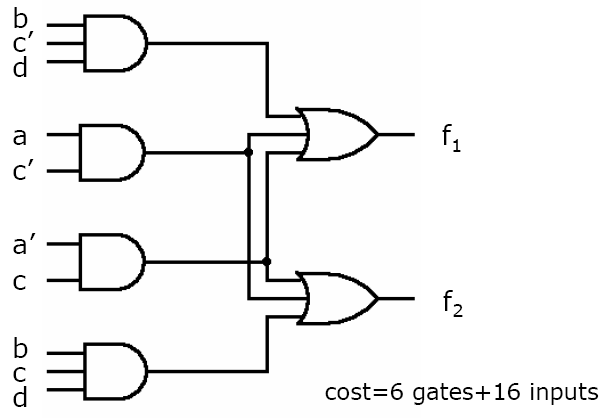 b
c′
d
a
c′
a′
c
b
c
d
f₁
f₂
cost=6 gates+16 inputs